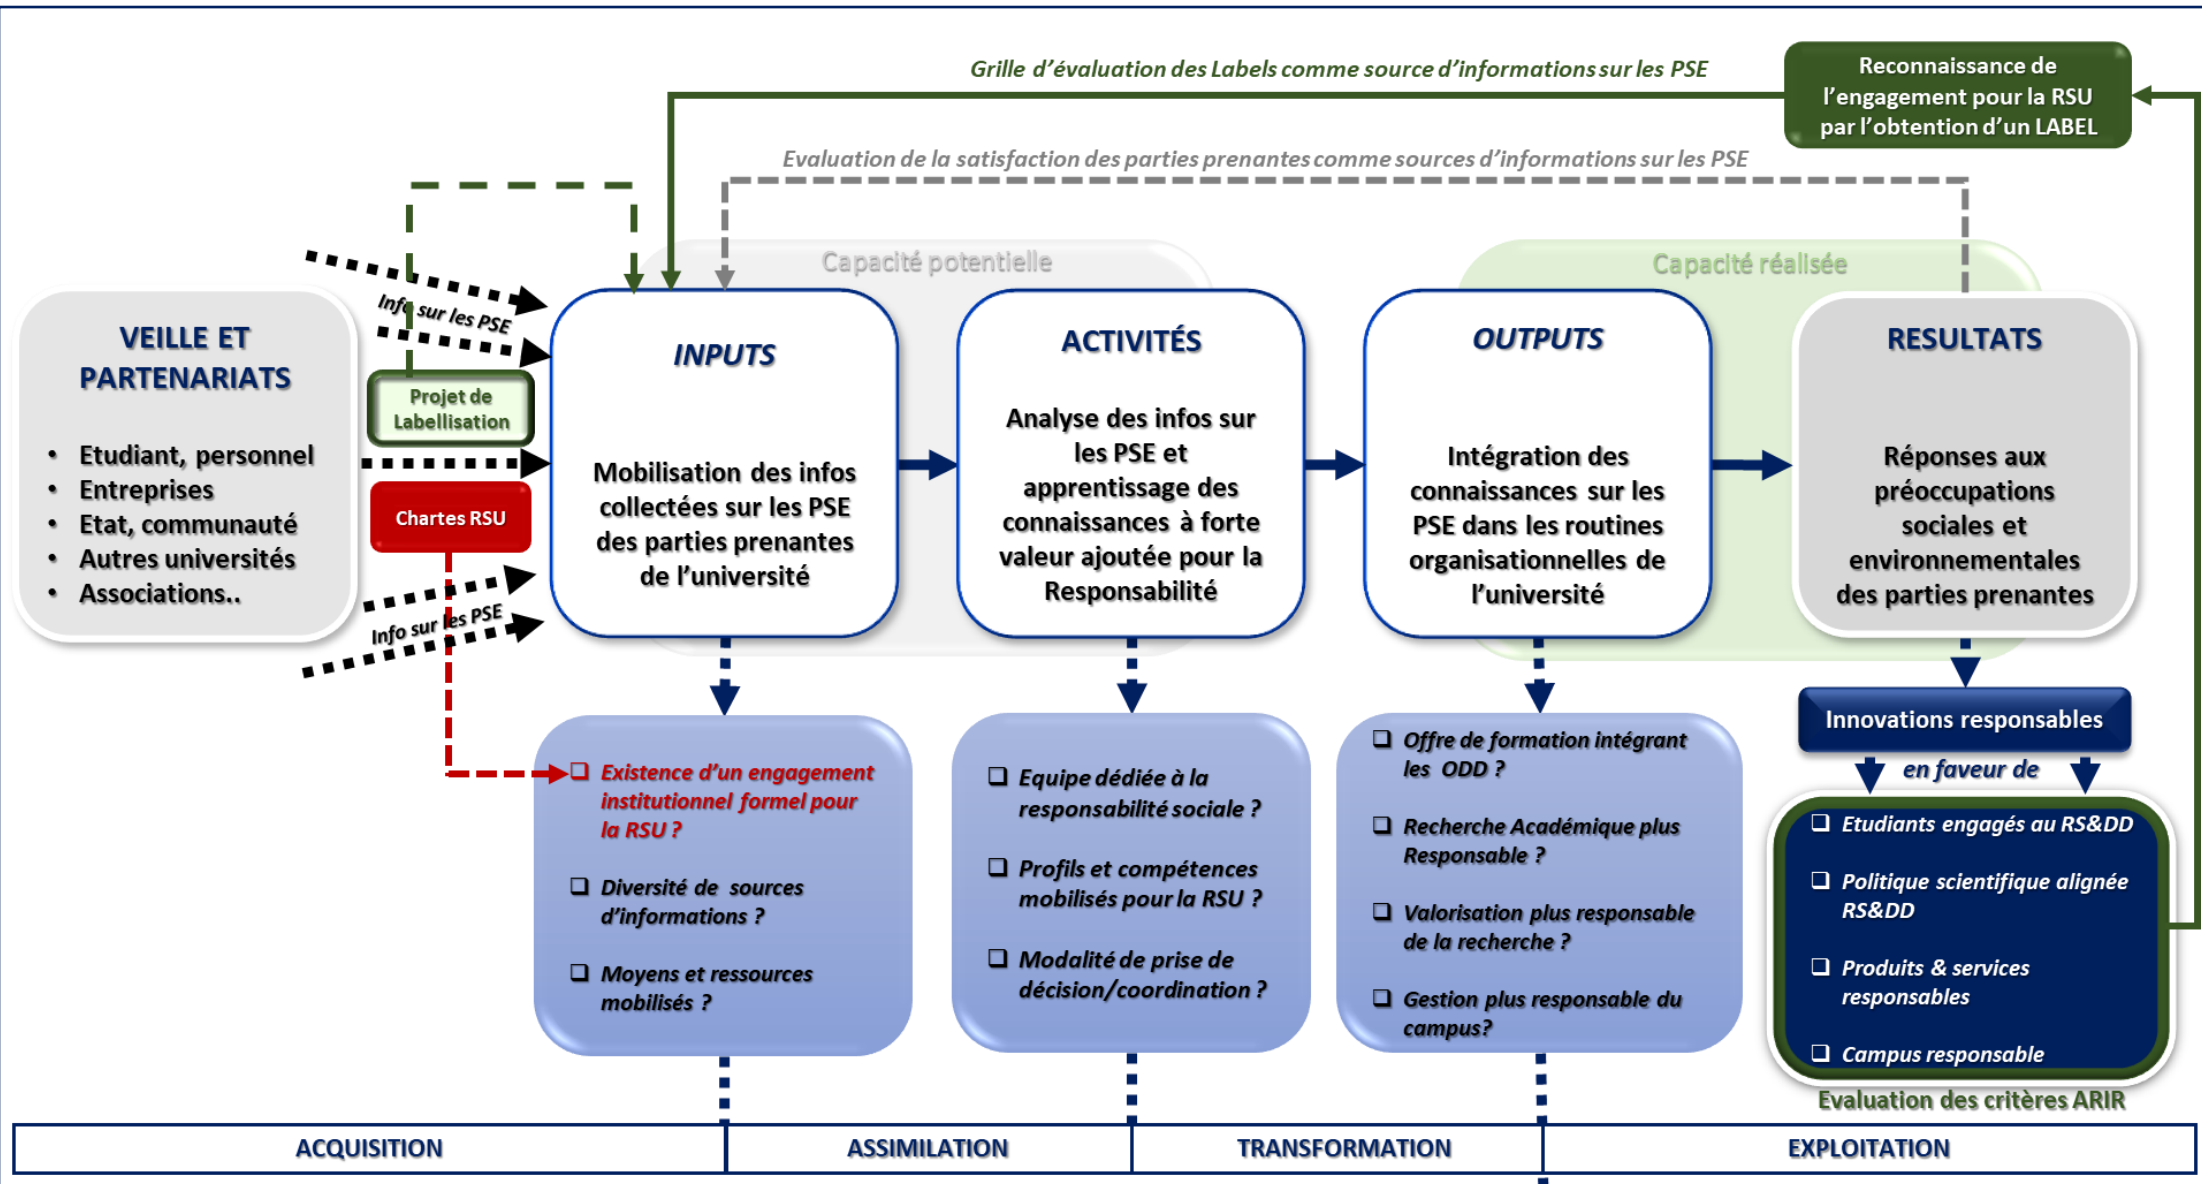 Grille d'évaluation des Labels comme source d'informations sur les PSE
Reconnaissance de
l'engagement pour la RSU
par l'obtention d'un LABEL
Evaluation de la satisfaction des parties prenantes comme sources d'informations sur les PSE
Capacité potentielle
Capacité réalisée
VEILLE ET
PARTENARIATS
• Etudiant, personnel
• Entreprises
• Etat, communauté
• Autres universités
• Associations..
Info sur les PSE
Projet de
Labellisation
Chartes RSU
Info sur les PSE
INPUTS
Mobilisation des infos
collectées sur les PSE
des parties prenantes
de l'université
ACTIVITÉS
Analyse des infos sur
les PSE et
apprentissage des
connaissances à forte
valeur ajoutée pour la
Responsabilité
OUTPUTS
Intégration des
connaissances sur les
PSE dans les routines
organisationnelles de
l'université
RESULTATS
Réponses aux
préoccupations
sociales et
environnementales
des parties prenantes
❑ Existence d'un engagement
institutionnel formel pour
la RSU ?
❑ Diversité de sources
d'informations ?
❑ Moyens et ressources
mobilisés ?
❑ Equipe dédiée à la
responsabilité sociale ?
❑ Profils et compétences
mobilisés pour la RSU ?
❑ Modalité de prise de
décision/coordination ?
❑ Offre de formation intégrant
les ODD ?
❑ Recherche Académique plus
Responsable ?
❑ Valorisation plus responsable
de la recherche ?
❑ Gestion plus responsable du
campus?
Innovations responsables
en faveur de
❑ Etudiants engagés au RS&DD
❑ Politique scientifique alignée
RS&DD
❑ Produits & services
responsables
❑ Campus responsable
Evaluation des critères ARIR
ACQUISITION
ASSIMILATION
TRANSFORMATION
EXPLOITATION